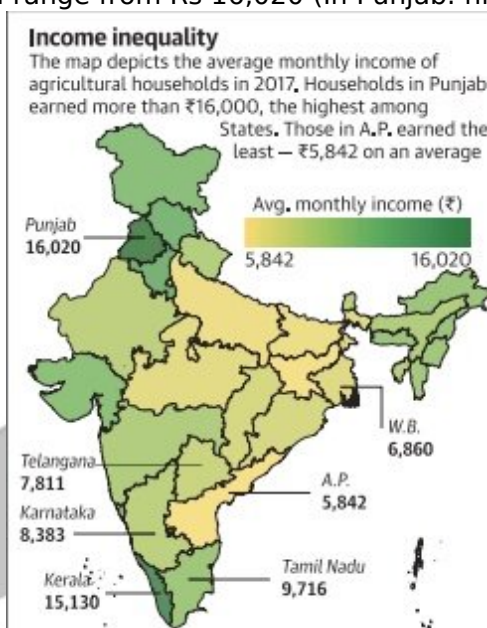 range from Rs 16,020 (in Punjab:
Income inequality
The map depicts the average monthly income of
agricultural households in 2017. Households in Punjab
earned more than ₹16,000, the highest among
States. Those in A.P. earned the
least — ₹5,842 on an average
Avg. monthly income (₹)
5,842 16,020
Punjab
16,020
W.B.
6,860
Telangana
7,811
A.P.
5,842
Karnataka
8,383
Tamil Nadu
9,716
Kerala
15,130